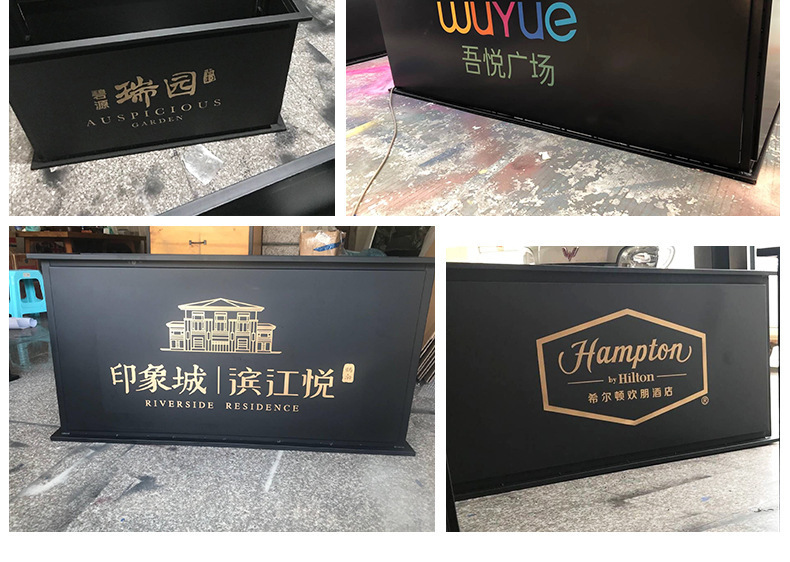 碧源 瑞园
AUSPICIOUS
GARDEN
wuYue
吾悦广场
印象城|滨江悦
RIVERSIDE RESIDENCE
Hampton
by Hilton
希尔顿欢朋酒店
®